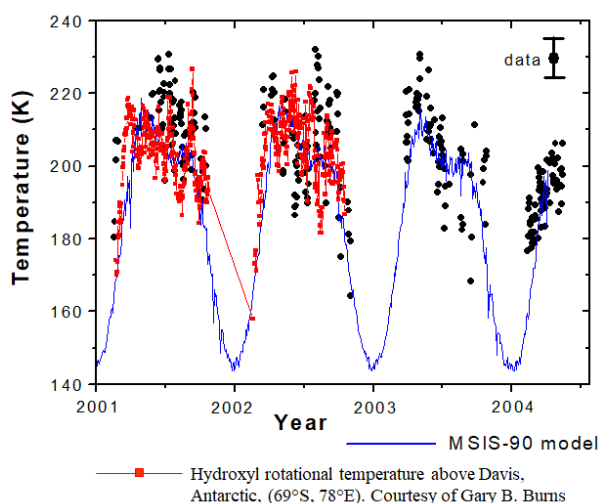 240
220
200
180
160
140
Temperature (K)
data
2001
2002
2003
2004
Year
MSIS-90 model
Hydroxyl rotational temperature above Davis,
Antarctic, (69°S, 78°E). Courtesy of Gary B. Burns